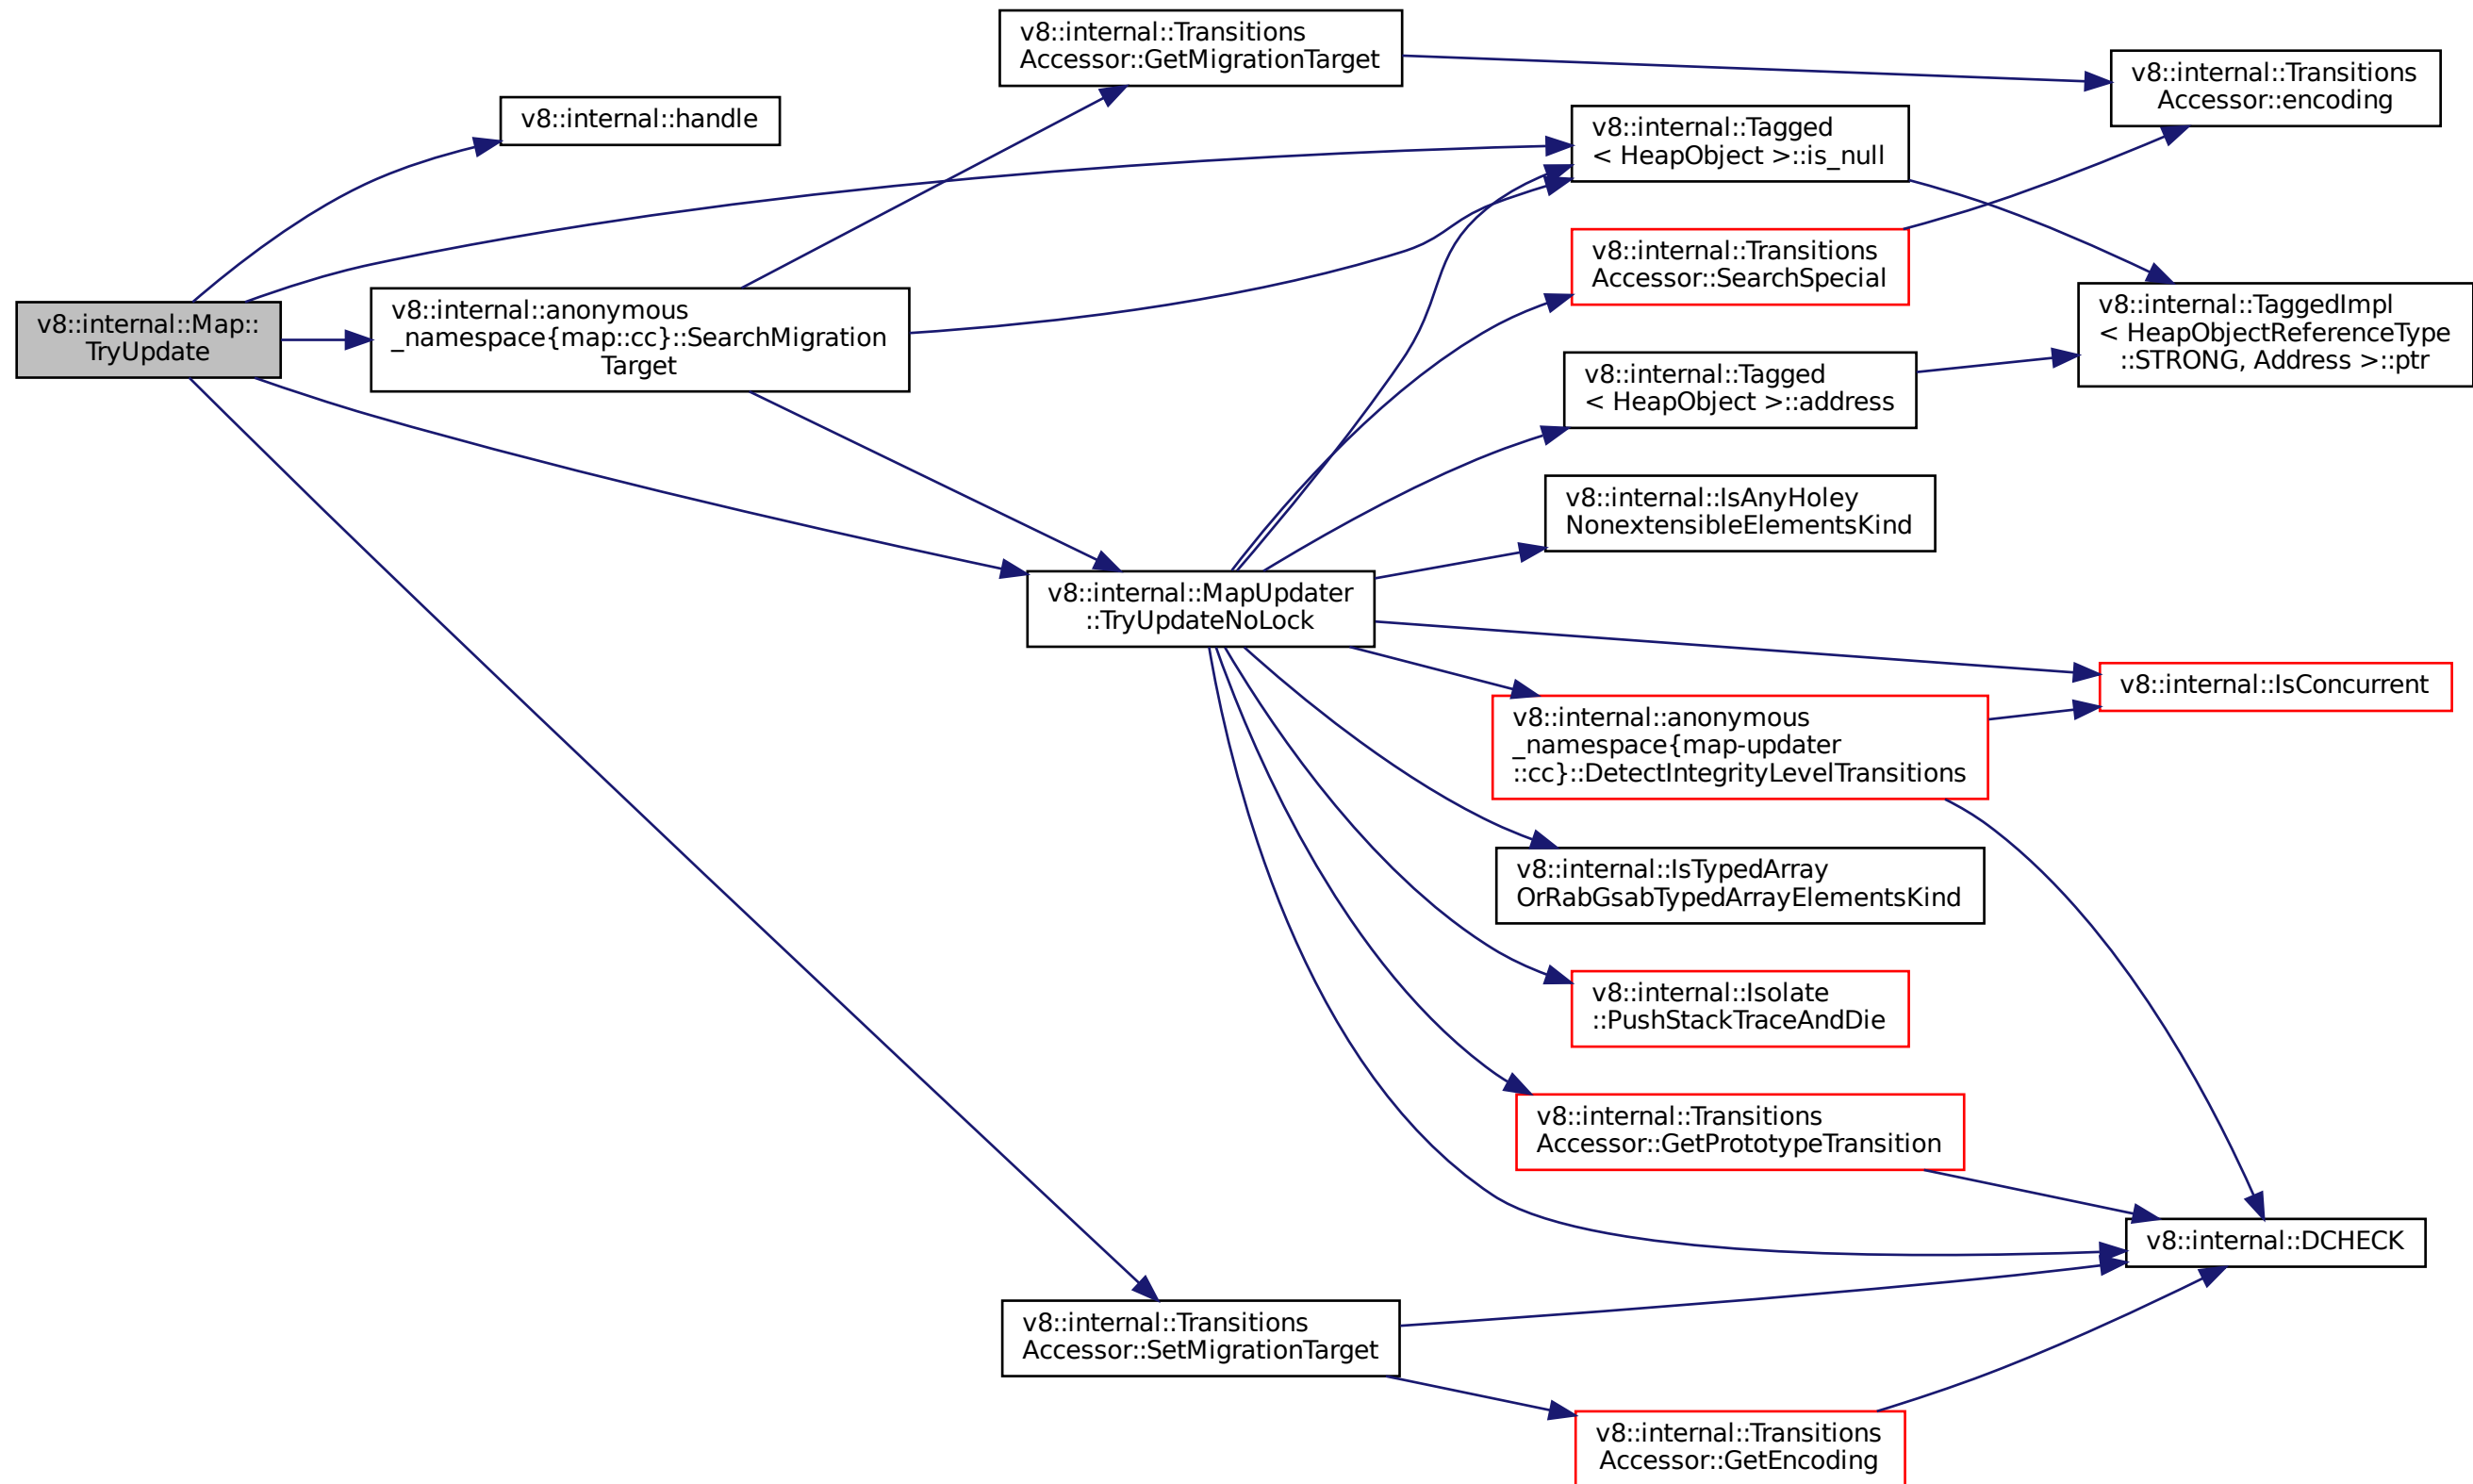 v8::internal::Map::
TryUpdate
v8::internal::handle
v8::internal::anonymous
_namespace{map::cc}::SearchMigration
Target
v8::internal::Transitions
Accessor::GetMigrationTarget
v8::internal::MapUpdater
::TryUpdateNoLock
v8::internal::Transitions
Accessor::SetMigrationTarget
v8::internal::Tagged
< HeapObject >::is_null
v8::internal::Transitions
Accessor::SearchSpecial
v8::internal::Tagged
< HeapObject >::address
v8::internal::IsAnyHoley
NonextensibleElementsKind
v8::internal::anonymous
_namespace{map-updater
::cc}::DetectIntegrityLevelTransitions
v8::internal::IsTypedArray
OrRabGsabTypedArrayElementsKind
v8::internal::Isolate
::PushStackTraceAndDie
v8::internal::Transitions
Accessor::GetPrototypeTransition
v8::internal::Transitions
Accessor::GetEncoding
v8::internal::Transitions
Accessor::encoding
v8::internal::TaggedImpl
< HeapObjectReferenceType
::STRONG, Address >::ptr
v8::internal::IsConcurrent
v8::internal::DCHECK